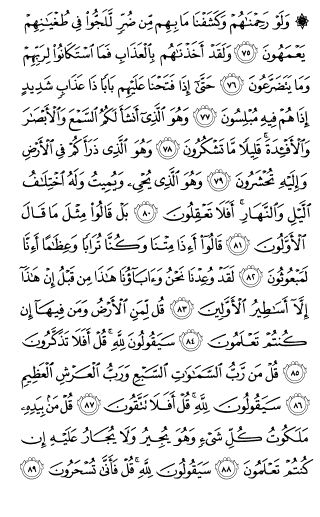 ۞ وَلَوْ رَحِمْنَٰهُمْ وَكَشَفْنَا مَا بِهِم مِّن ضُرٍّ لَّلَجُّوا۟ فِى طُغْيَٰنِهِمْ
يَعْمَهُونَ ٧٥ وَلَقَدْ أَخَذْنَٰهُم بِٱلْعَذَابِ فَمَا ٱسْتَكَانُوا۟ لِرَبِّهِمْ
وَمَا يَتَضَرَّعُونَ ٧٦ حَتَّىٰٓ إِذَا فَتَحْنَا عَلَيْهِم بَابًا ذَا عَذَابٍ شَدِيدٍ
إِذَا هُمْ فِيهِ مُبْلِسُونَ ٧٧ وَهُوَ ٱلَّذِىٓ أَنشَأَ لَكُمُ ٱلسَّمْعَ وَٱلْأَبْصَٰرَ
وَٱلْأَفْـِٔدَةَ ۚ قَلِيلًا مَّا تَشْكُرُونَ ٧٨ وَهُوَ ٱلَّذِى ذَرَأَكُمْ فِى ٱلْأَرْضِ
وَإِلَيْهِ تُحْشَرُونَ ٧٩ وَهُوَ ٱلَّذِى يُحْىِۦ وَيُمِيتُ وَلَهُ ٱخْتِلَٰفُ
ٱلَّيْلِ وَٱلنَّهَارِ ۚ أَفَلَا تَعْقِلُونَ ٨٠ بَلْ قَالُوا۟ مِثْلَ مَا قَالَ
ٱلْأَوَّلُونَ ٨١ قَالُوٓا۟ أَءِذَا مِتْنَا وَكُنَّا تُرَابًا وَعِظَٰمًا أَءِنَّا
لَمَبْعُوثُونَ ٨٢ لَقَدْ وُعِدْنَا نَحْنُ وَءَابَآؤُنَا هَٰذَا مِن قَبْلُ إِنْ هَٰذَآ
إِلَّآ أَسَٰطِيرُ ٱلْأَوَّلِينَ ٨٣ قُل لِّمَنِ ٱلْأَرْضُ وَمَن فِيهَآ إِن
كُنتُمْ تَعْلَمُونَ ٨٤ سَيَقُولُونَ لِلَّهِ ۚ قُلْ أَفَلَا تَذَكَّرُونَ
٨٥ قُلْ مَن رَّبُّ ٱلسَّمَٰوَٰتِ ٱلسَّبْعِ وَرَبُّ ٱلْعَرْشِ ٱلْعَظِيمِ
٨٦ سَيَقُولُونَ لِلَّهِ ۚ قُلْ أَفَلَا تَتَّقُونَ ٨٧ قُلْ مَنۢ بِيَدِهِۦ
مَلَكُوتُ كُلِّ شَىْءٍ وَهُوَ يُجِيرُ وَلَا يُجَارُ عَلَيْهِ إِن
كُنتُمْ تَعْلَمُونَ ٨٨ سَيَقُولُونَ لِلَّهِ ۚ قُلْ فَأَنَّىٰ تُسْحَرُونَ ٨٩